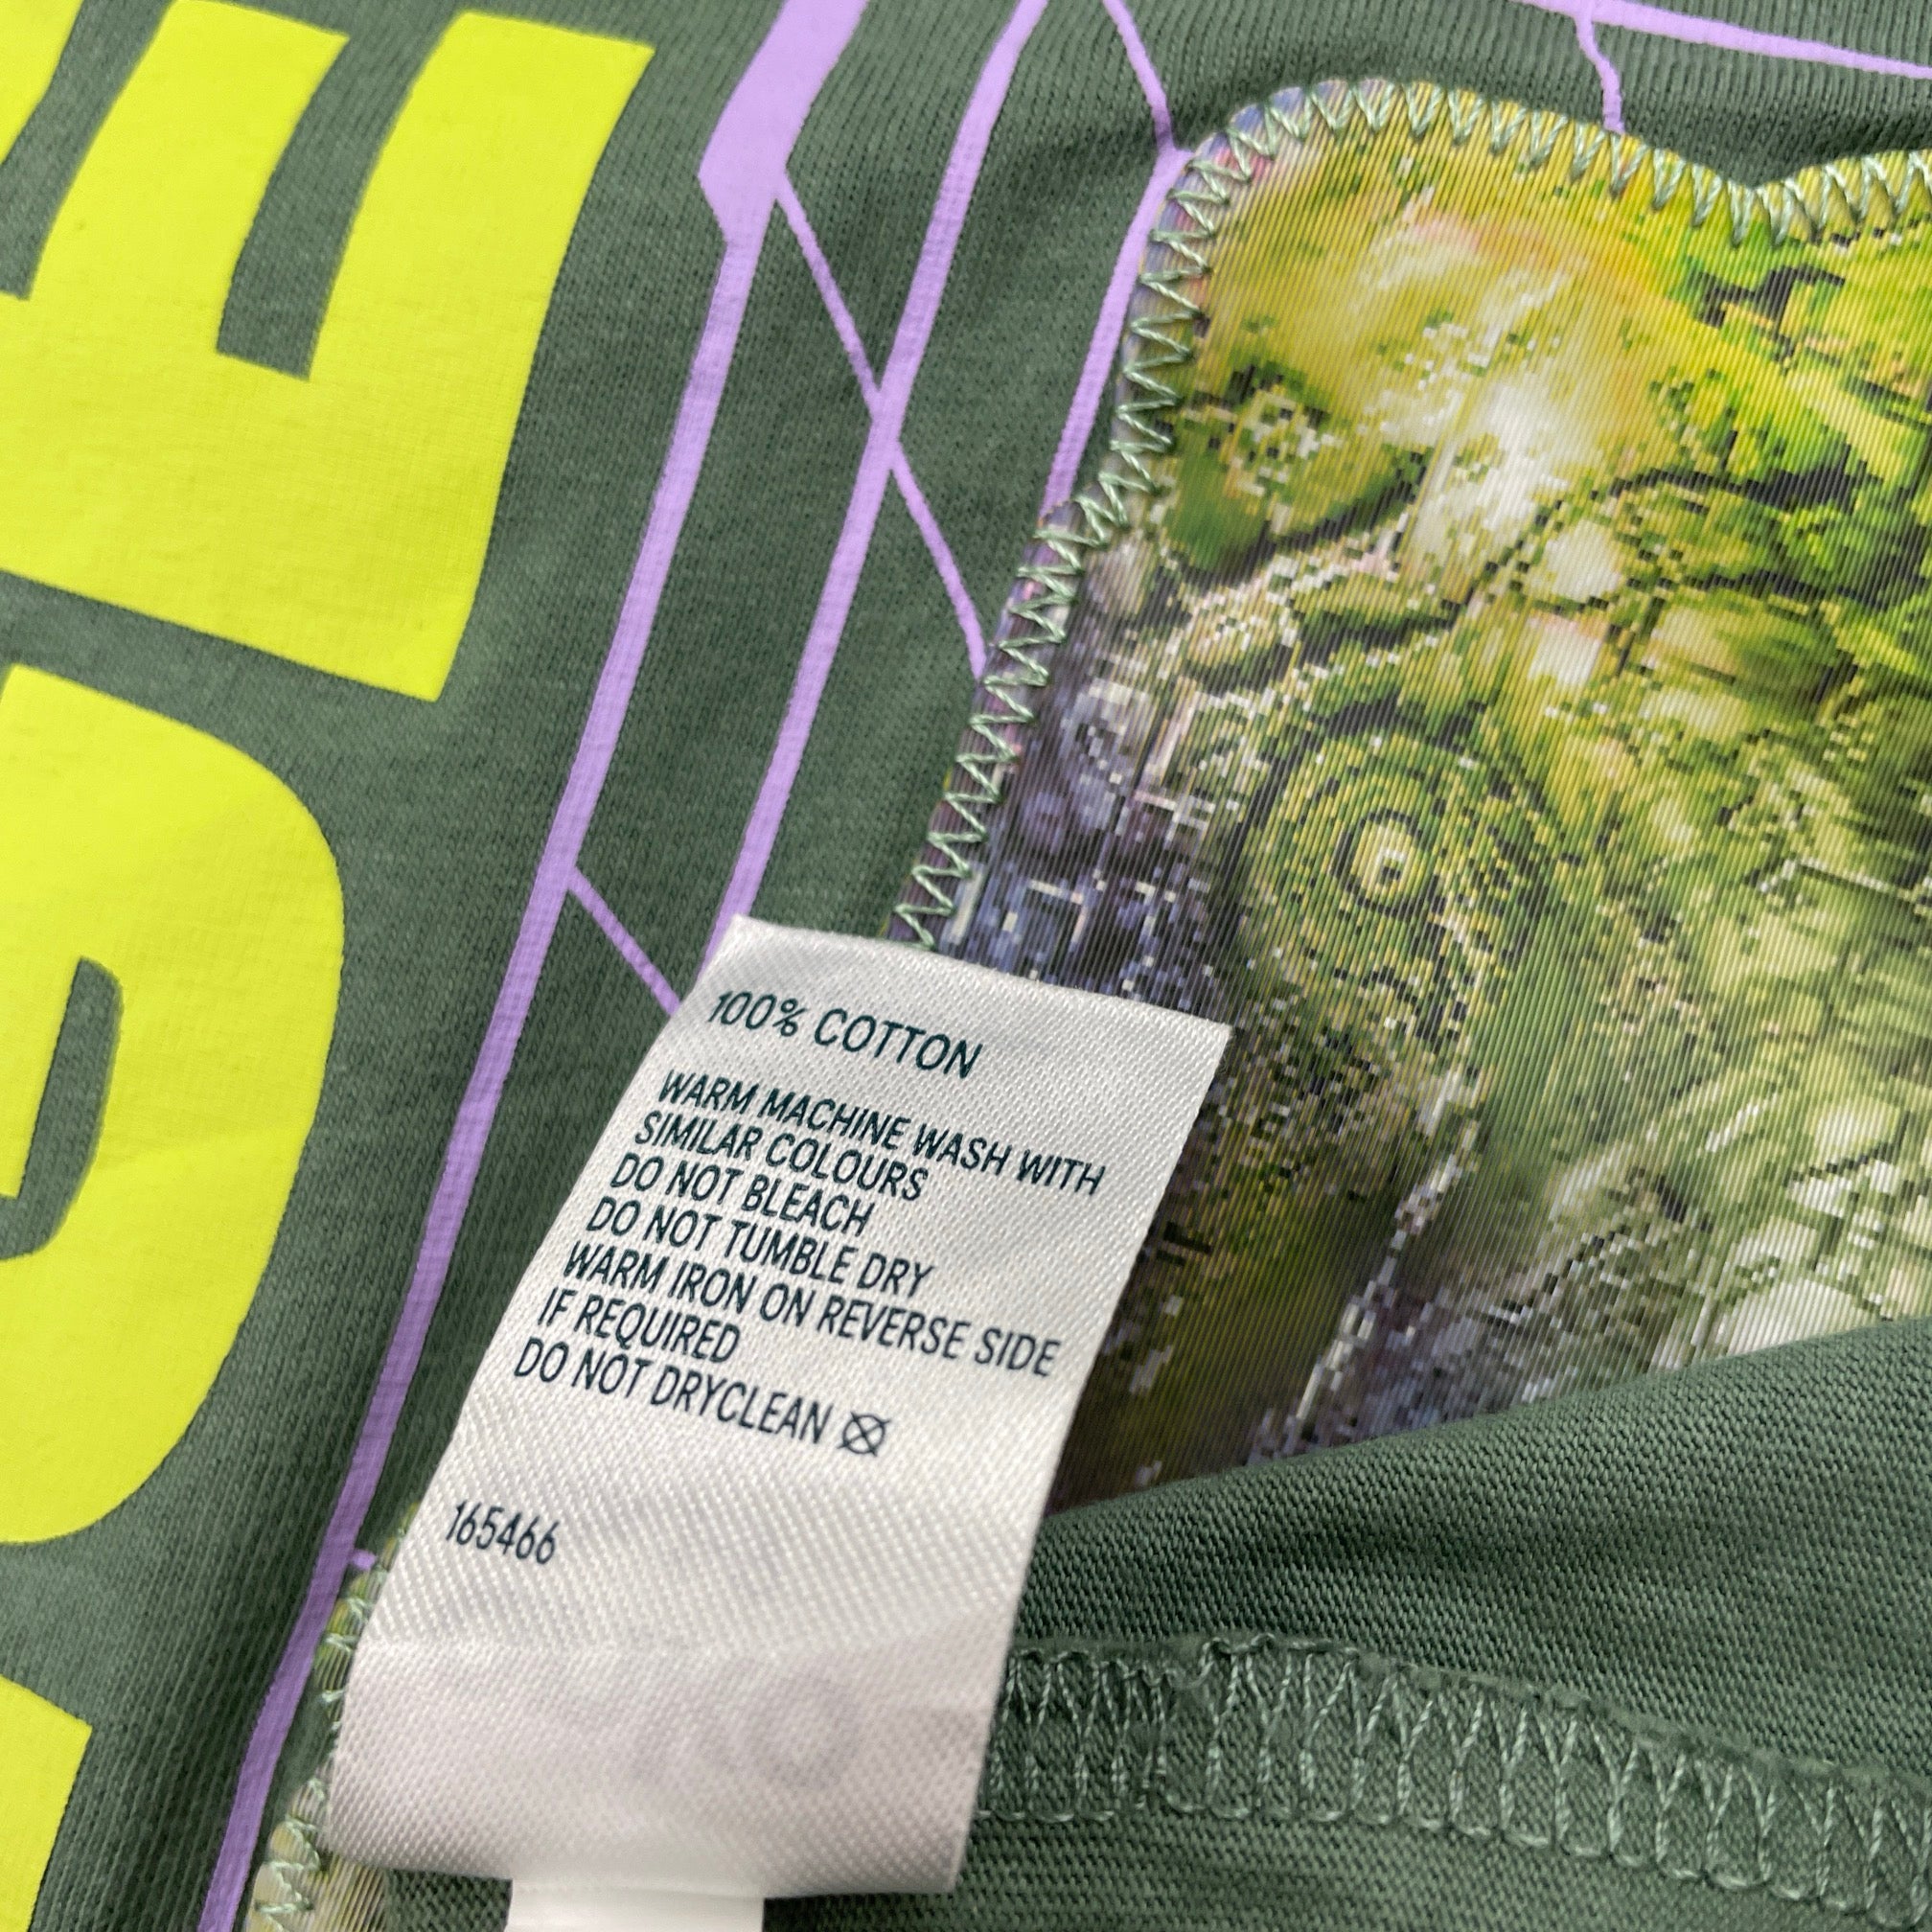 100% COTTON
WARM MACHINE WASH WITH
SIMILAR COLOURS
DO NOT BLEACH
DO NOT TUMBLE DRY
WARM IRON ON REVERSE SIDE
IF REQUIRED
DO NOT DRYCLEAN
165466